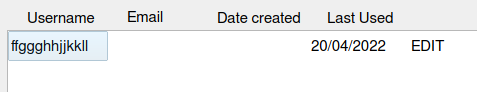 Username Email Date created Last Used
ffggghhjjkkll 20/04/2022 EDIT